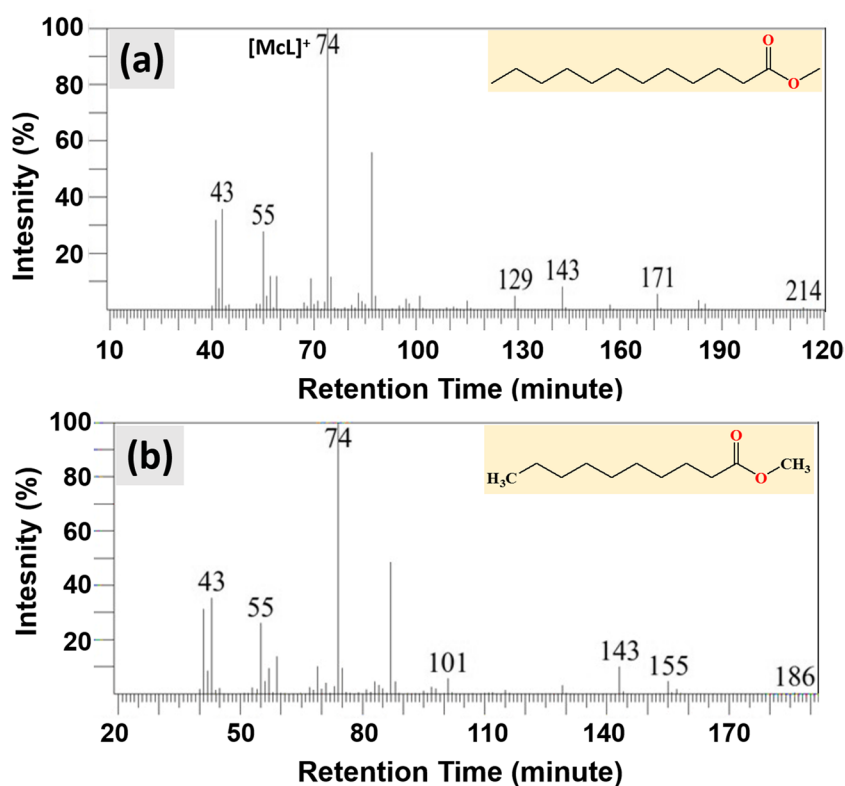 (a)
[McL]+ 74
O
O
Intesnity (%)
100
80
60
40
20
43
55
129
143
171
214
10 40 70 100 130 160 190 120
Retention Time (minute)
(b)
74
O
H3C
O
CH3
Intesnity (%)
100
80
60
40
20
43
55
101
143
155
186
20 50 80 110 140 170
Retention Time (minute)